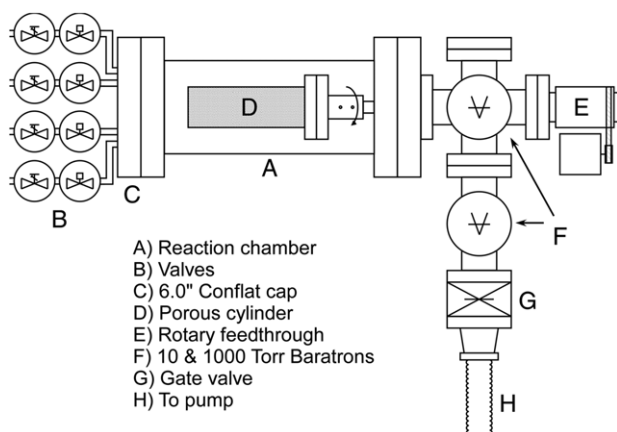 D
E
A
C
B
F
G
H
A) Reaction chamber
B) Valves
C) 6.0" Conflat cap
D) Porous cylinder
E) Rotary feedthrough
F) 10 & 1000 Torr Baratrons
G) Gate valve
H) To pump